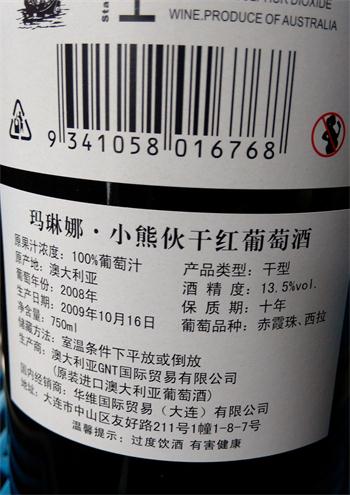 DIOXIDE
WINE.PRODUCE OF AUSTRALIA
9 341058 016768
玛琳娜·小熊伙干红葡萄酒
原果汁浓度：100%葡萄汁
产品类型：干型
原产地：澳大利亚
酒 精 度：13.5%vol.
葡萄年份：2008年
保 质 期：十年
生产日期：2009年10月16日
葡萄品种：赤霞珠、西拉
净含量：750ml
储藏方法：室温条件下平放或倒放
生产商：澳大利亚GNT国际贸易有限公司
(原装进口澳大利亚葡萄酒)
国内经销商：华维国际贸易（大连）有限公司
地址：大连市中山区友好路211号1幢1-8-7号
温馨提示：过度饮酒 有害健康